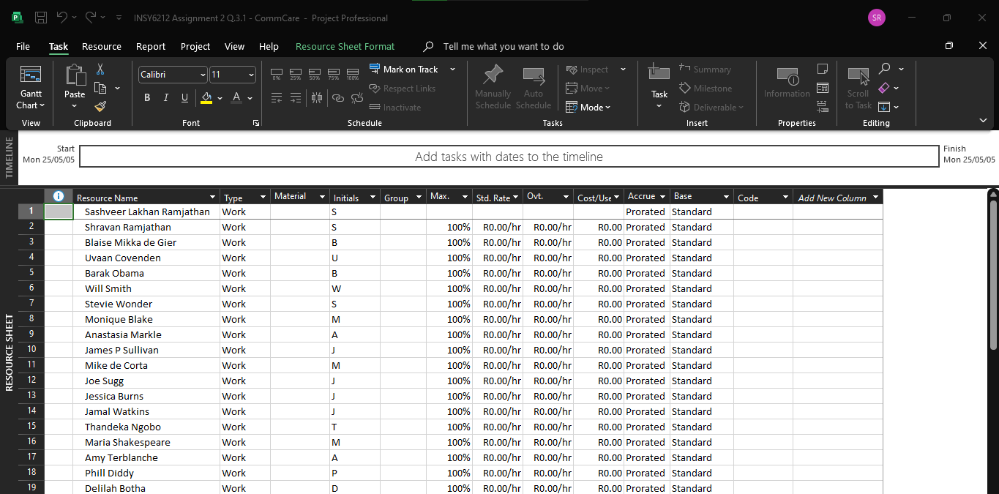 INSY6212 Assignment 2 Q.3.1 - CommCare - Project Professional SR
File Task Resource Report Project View Help Resource Sheet Format Tell me what you want to do
Gantt Chart
View
Paste
Clipboard
Calibri 11
B I U A
Font
0% 25% 50% 75% 100%
Mark on Track
Respect Links
Inactivate
Schedule
Manually Schedule
Auto Schedule
Inspect
Move
Mode
Tasks
Task
Summary
Milestone
Deliverable
Insert
Information
Properties
Scroll to Task
Editing
TIMELINE
Start
Mon 25/05/05
Add tasks with dates to the timeline
Finish
Mon 25/05/05
RESOURCE SHEET
Resource Name Type Material Initials Group Max. Std. Rate Ovt. Cost/Use Accrue Base Code Add New Column
1 Sashveer Lakhan Ramjathan Work S Prorated Standard
2 Shravan Ramjathan Work S 100% R0.00/hr R0.00/hr R0.00 Prorated Standard
3 Blaise Mikka de Gier Work B 100% R0.00/hr R0.00/hr R0.00 Prorated Standard
4 Uvaan Covenden Work U 100% R0.00/hr R0.00/hr R0.00 Prorated Standard
5 Barak Obama Work B 100% R0.00/hr R0.00/hr R0.00 Prorated Standard
6 Will Smith Work W 100% R0.00/hr R0.00/hr R0.00 Prorated Standard
7 Stevie Wonder Work S 100% R0.00/hr R0.00/hr R0.00 Prorated Standard
8 Monique Blake Work M 100% R0.00/hr R0.00/hr R0.00 Prorated Standard
9 Anastasia Markle Work A 100% R0.00/hr R0.00/hr R0.00 Prorated Standard
10 James P Sullivan Work J 100% R0.00/hr R0.00/hr R0.00 Prorated Standard
11 Mike de Corta Work M 100% R0.00/hr R0.00/hr R0.00 Prorated Standard
12 Joe Sugg Work J 100% R0.00/hr R0.00/hr R0.00 Prorated Standard
13 Jessica Burns Work J 100% R0.00/hr R0.00/hr R0.00 Prorated Standard
14 Jamal Watkins Work J 100% R0.00/hr R0.00/hr R0.00 Prorated Standard
15 Thandeka Ngobo Work T 100% R0.00/hr R0.00/hr R0.00 Prorated Standard
16 Maria Shakespeare Work M 100% R0.00/hr R0.00/hr R0.00 Prorated Standard
17 Amy Terblanche Work A 100% R0.00/hr R0.00/hr R0.00 Prorated Standard
18 Phill Diddy Work P 100% R0.00/hr R0.00/hr R0.00 Prorated Standard
19 Delilah Botha Work D 100% R0.00/hr R0.00/hr R0.00 Prorated Standard